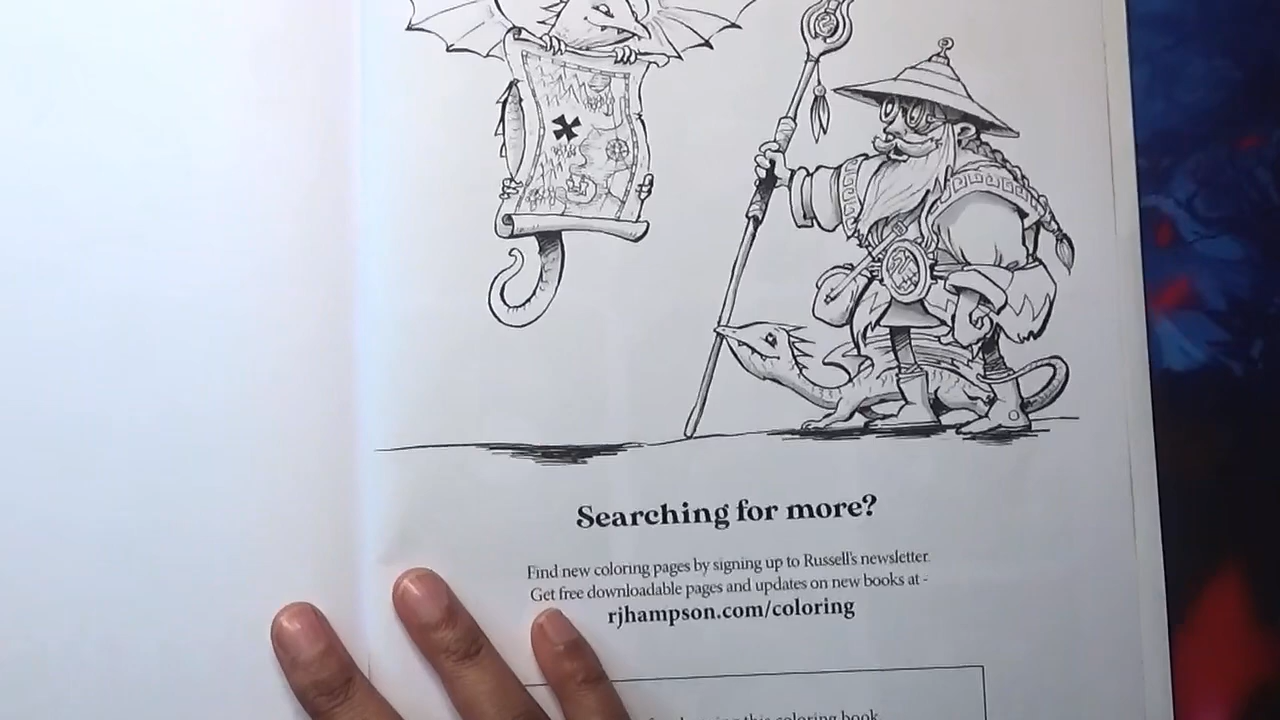 Searching for more?
Find new coloring pages by signing up to Russell's newsletter.
Get free downloadable pages and updates on new books at -
rjhampson.com/coloring
this coloring book